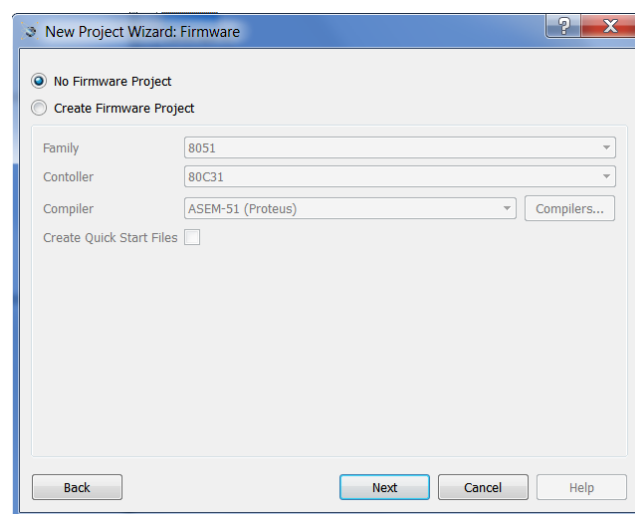 New Project Wizard: Firmware
No Firmware Project
Create Firmware Project
Family 8051
Contoller 80C31
Compiler ASEM-51 (Proteus) Compilers...
Create Quick Start Files
Back Next Cancel Help